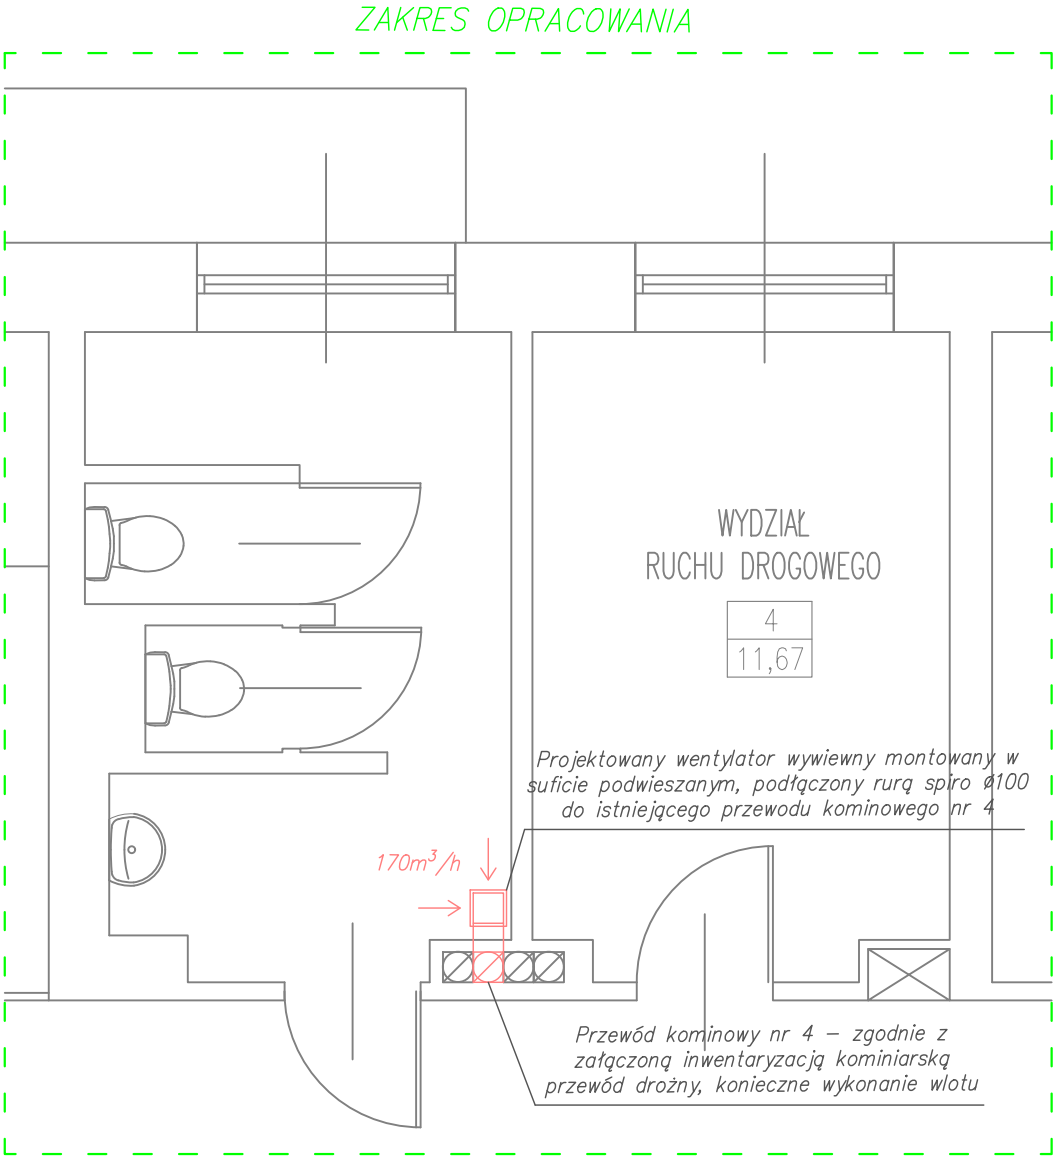 ZAKRES OPRACOWANIA
WYDZIAŁ
RUCHU DROGOWEGO
4
11,67
Projektowany wentylator wywiewny montowany w
suficie podwieszanym, podłączony rurą spiro ø100
do istniejącego przewodu kominowego nr 4
170m³/h
Przewód kominowy nr 4 – zgodnie z
załączoną inwentaryzacją kominiarską
przewód drożny, konieczne wykonanie wlotu